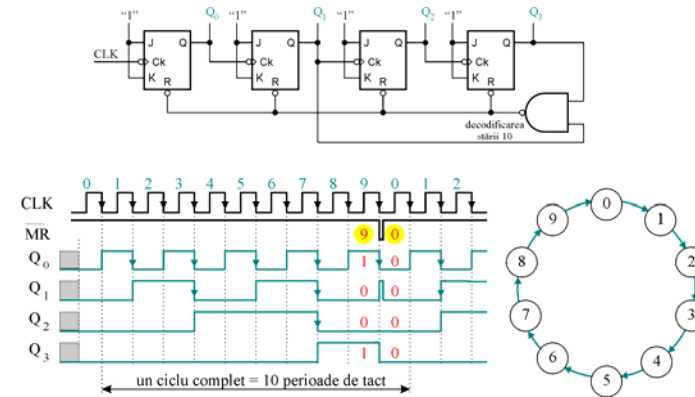 “1” Q₀ “1” Q₁ “1” Q₂ “1” Q₃
J Q J Q J Q J Q
CLK Ck Ck Ck Ck
K R K R K R K R
decodificarea
stării 10
0 1 2 3 4 5 6 7 8 9 0 1 2
CLK
MR 9 0
Q₀ 1 0
Q₁ 0 0
Q₂ 0 0
Q₃ 1 0
un ciclu complet = 10 perioade de tact
0
1
2
3
4
5
6
7
8
9